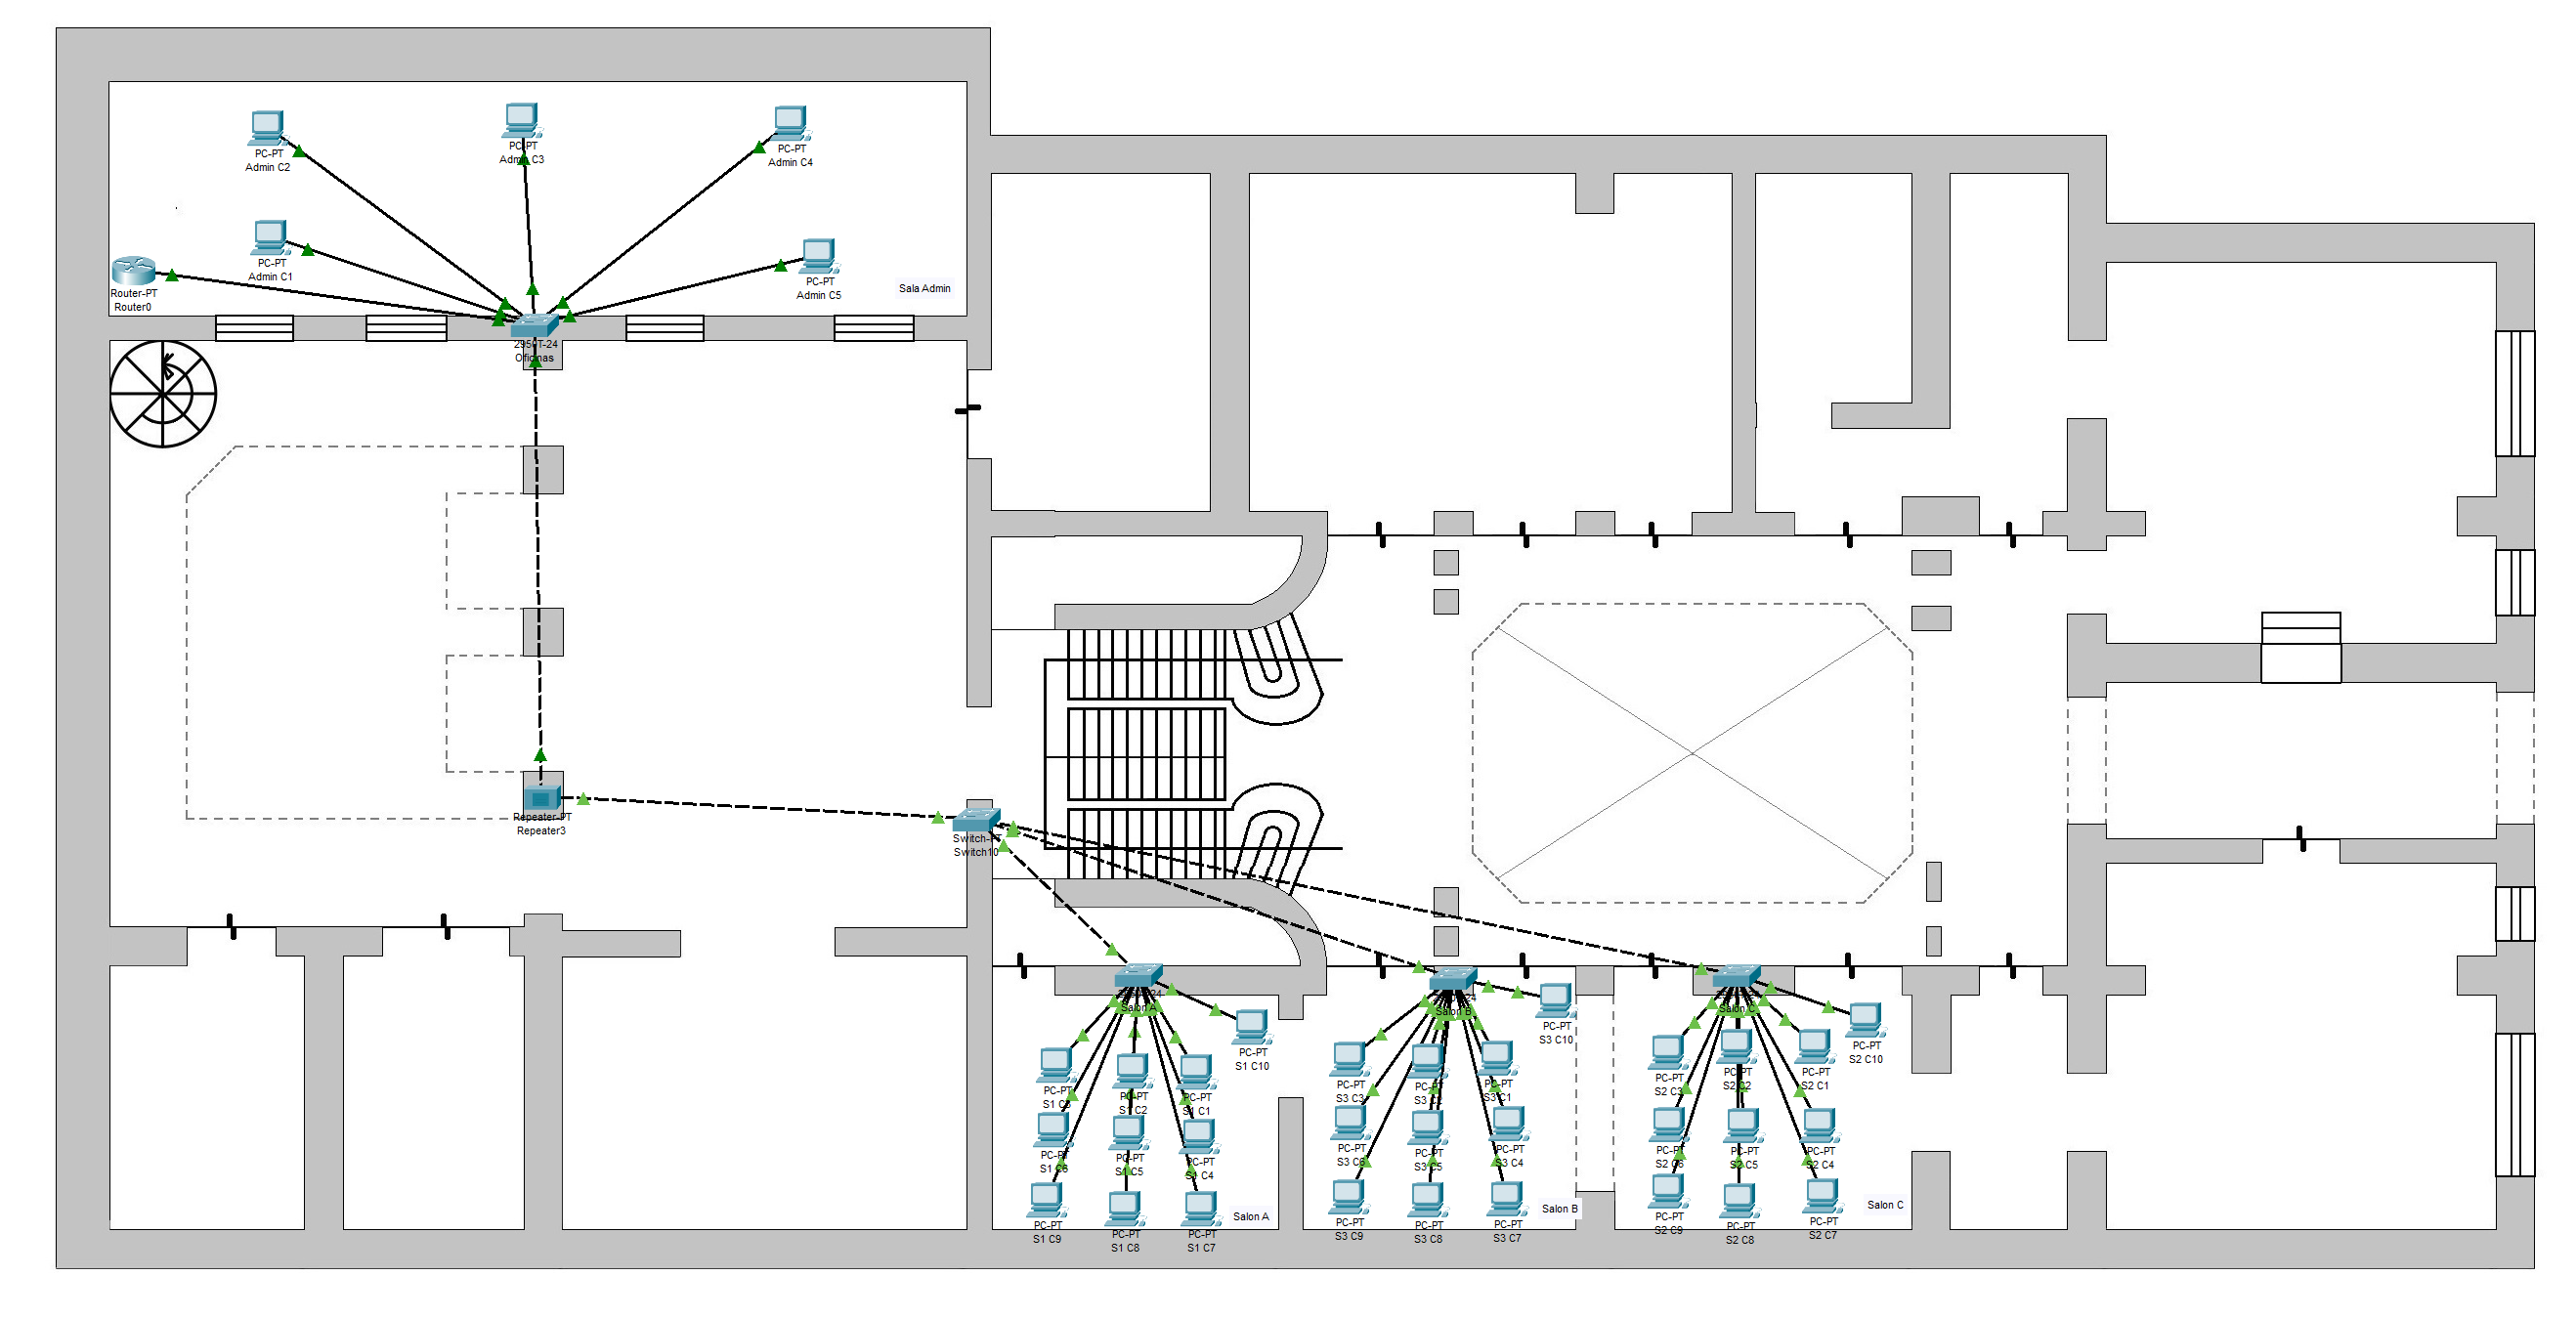 PC-PT
Admin C2
PC-PT
Admin C3
PC-PT
Admin C4
PC-PT
Admin C1
Router-PT
Router0
PC-PT
Admin C5
Sala Admin
2950T-24
Oficinas
Repeater-PT
Repeater3
Switch-PT
Switch10
Salon A
Salon B
Salon C
PC-PT
S1 C10
PC-PT
S3 C10
PC-PT
S2 C10
PC-PT
PC-PT
S1 C2
PC-PT
S1 C1
PC-PT
S3 C3
PC-PT
PC-PT
S3 C1
PC-PT
S2 C3
PC-PT
S2 C2
PC-PT
S2 C1
PC-PT
S1 C6
PC-PT
S1 C5
PC-PT
S1 C4
PC-PT
S3 C6
PC-PT
S3 C5
PC-PT
S3 C4
PC-PT
S2 C6
PC-PT
S2 C5
PC-PT
S2 C4
PC-PT
S1 C9
PC-PT
S1 C8
PC-PT
S1 C7
Salon A
PC-PT
S3 C9
PC-PT
S3 C8
PC-PT
S3 C7
Salon B
PC-PT
S2 C9
PC-PT
S2 C8
PC-PT
S2 C7
Salon C